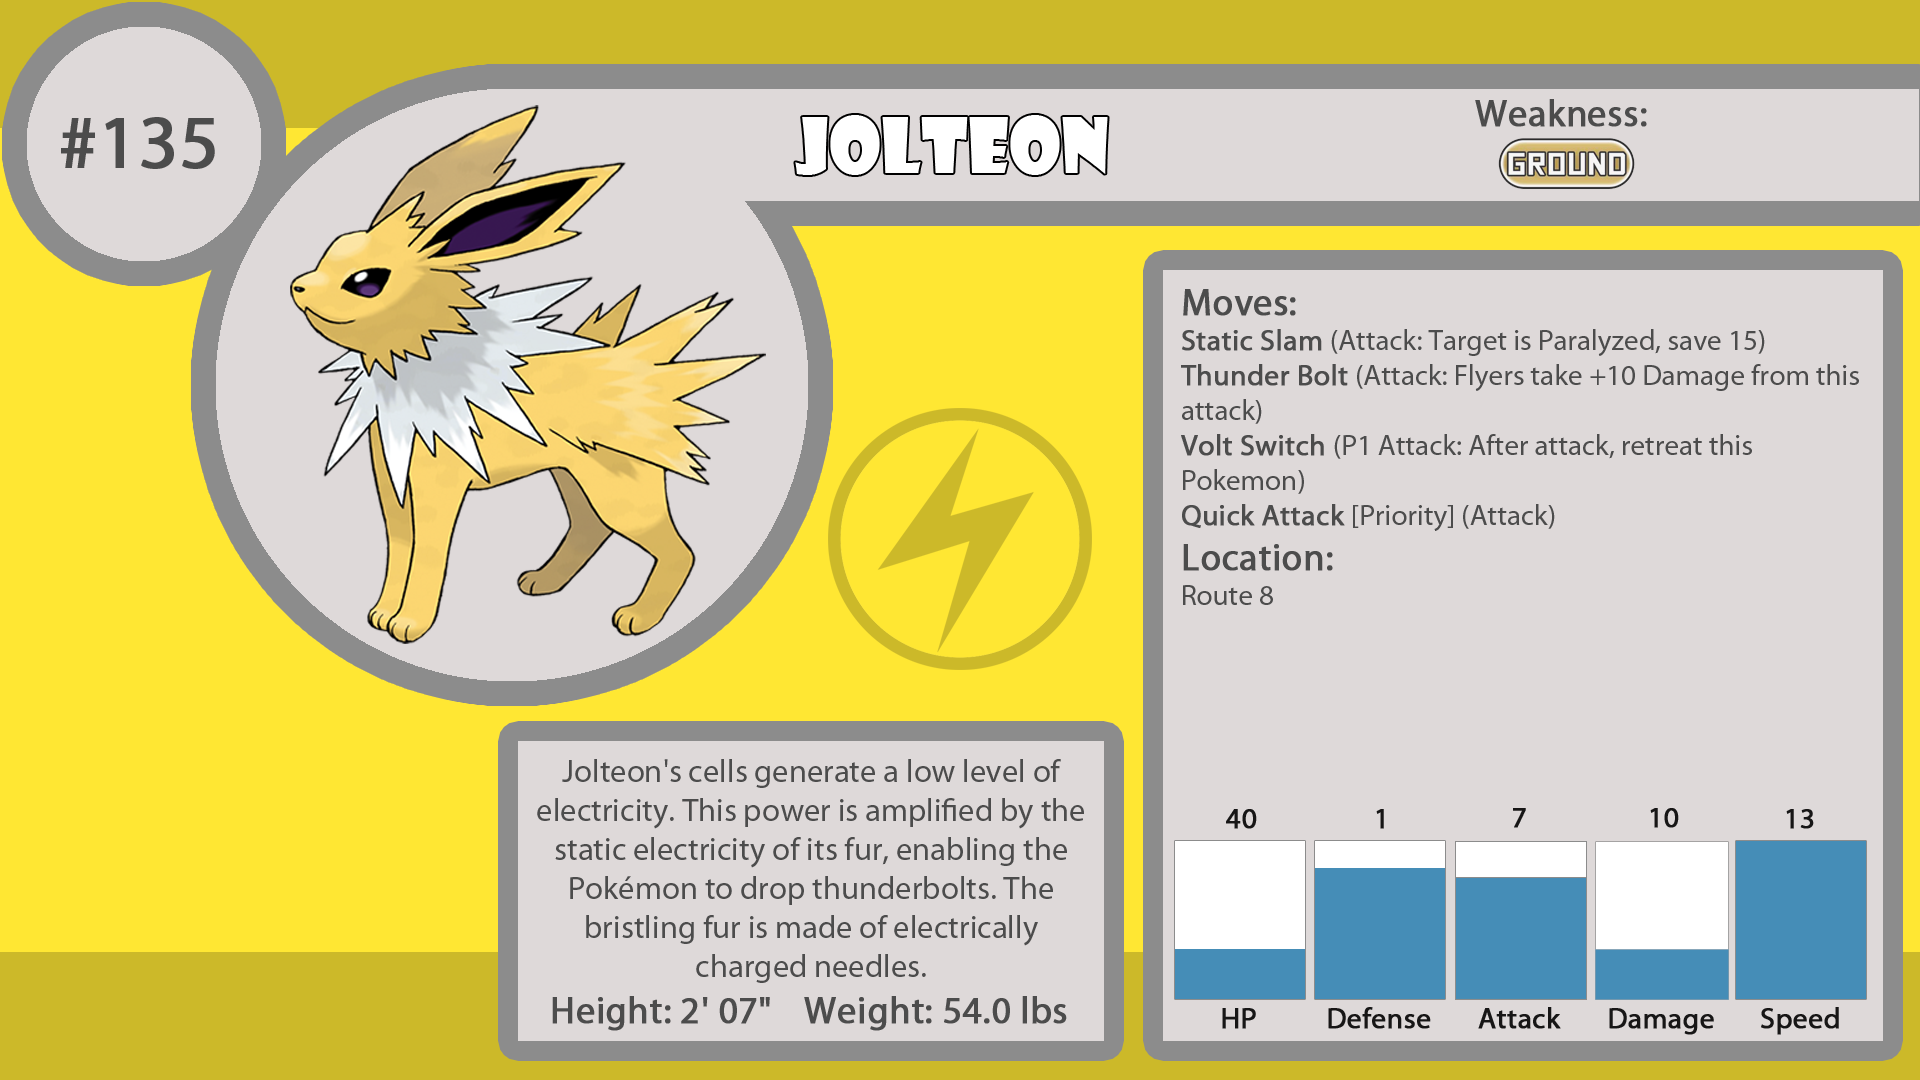 #135
JOLTEON
Weakness:
GROUND
Moves:
Static Slam (Attack: Target is Paralyzed, save 15)
Thunder Bolt (Attack: Flyers take +10 Damage from this
attack)
Volt Switch (P1 Attack: After attack, retreat this
Pokemon)
Quick Attack [Priority] (Attack)
Location:
Route 8
Jolteon's cells generate a low level of
electricity. This power is amplified by the
static electricity of its fur, enabling the
Pokémon to drop thunderbolts. The
bristling fur is made of electrically
charged needles.
Height: 2' 07" Weight: 54.0 lbs
40 1 7 10 13
HP Defense Attack Damage Speed